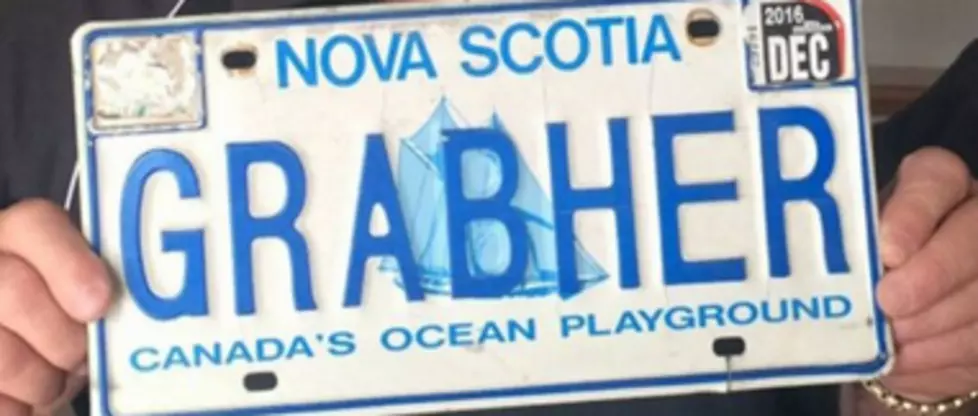 NOVA SCOTIA
2016
DEC
GRABHER
CANADA'S OCEAN PLAYGROUND